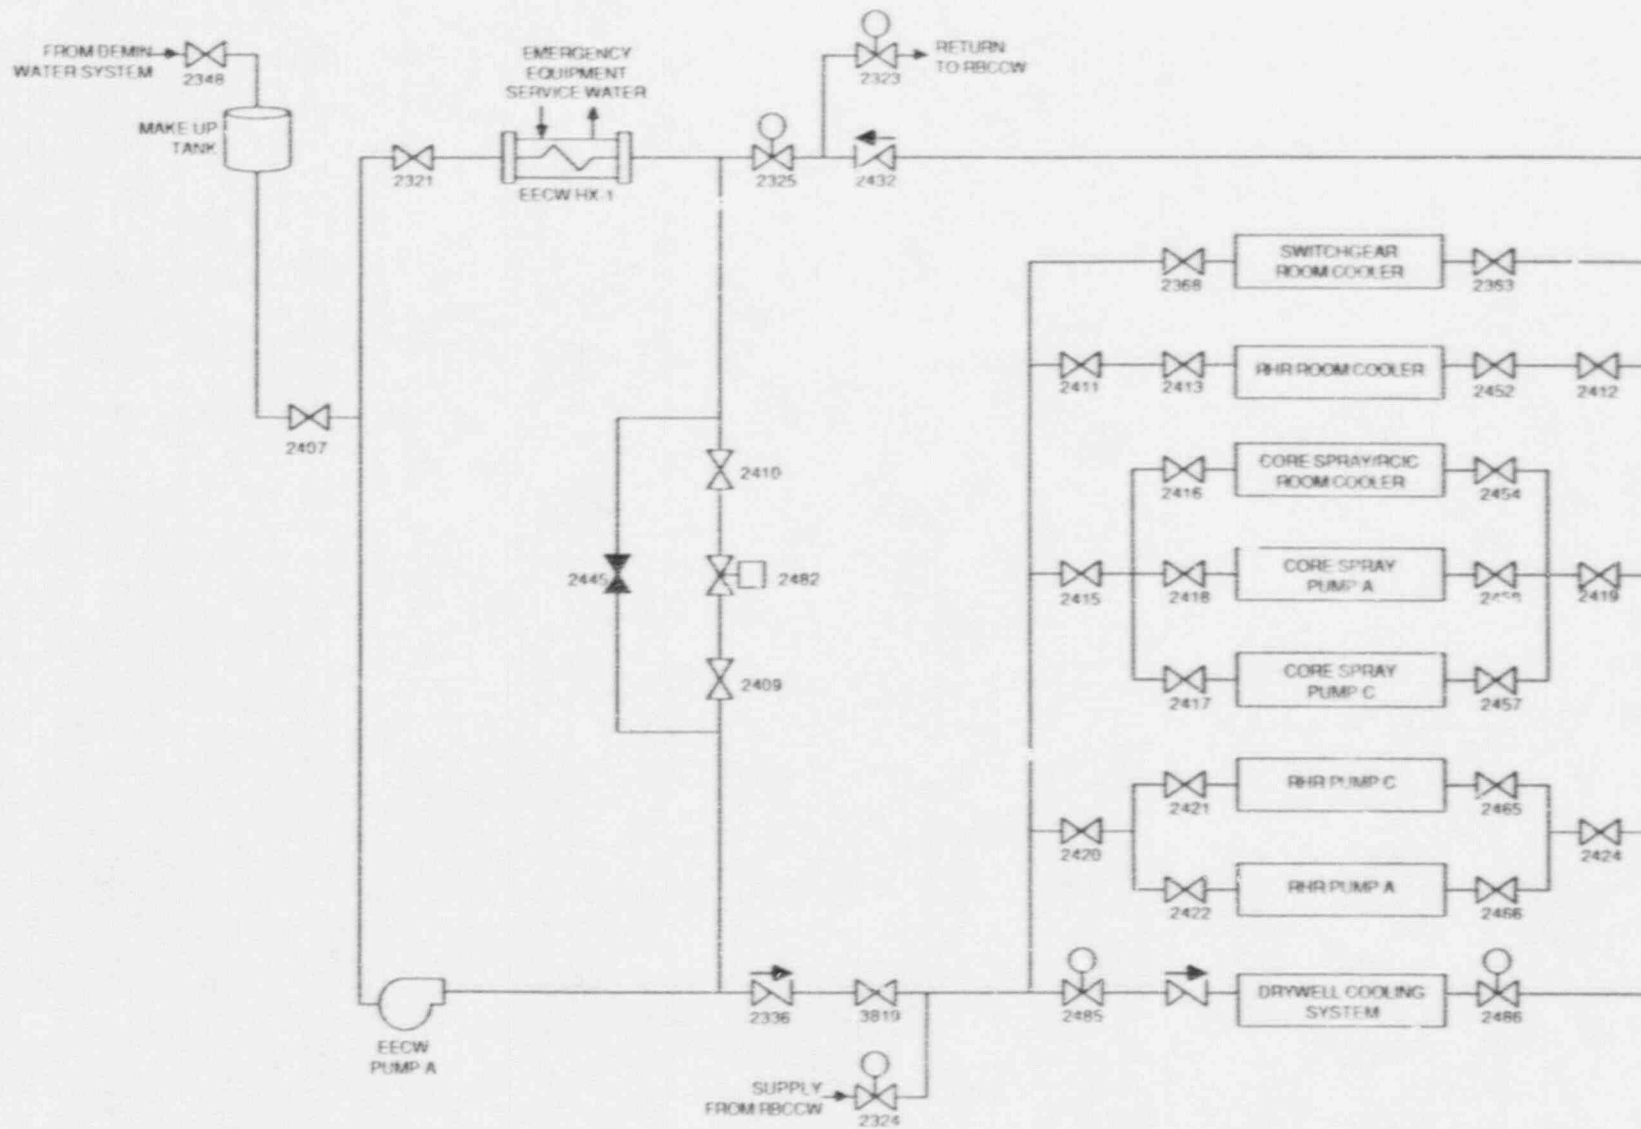 FROM DEMIN
WATER SYSTEM
2348
MAKE UP
TANK
2407
2321
EMERGENCY
EQUIPMENT
SERVICE WATER
EECW HX-1
2325
2323
RETURN
TO RBCCW
2432
2410
2445
2482
2409
EECW
PUMP A
2336
3819
SUPPLY
FROM RBCCW
2324
2368
SWITCHGEAR
ROOM COOLER
2363
2411
2413
RHR ROOM COOLER
2452
2412
2416
CORE SPRAY/RCIC
ROOM COOLER
2454
2415
2418
CORE SPRAY
PUMP A
2419
2417
CORE SPRAY
PUMP C
2457
2421
RHR PUMP C
2465
2420
2424
2422
RHR PUMP A
2466
2485
DRYWELL COOLING
SYSTEM
2486